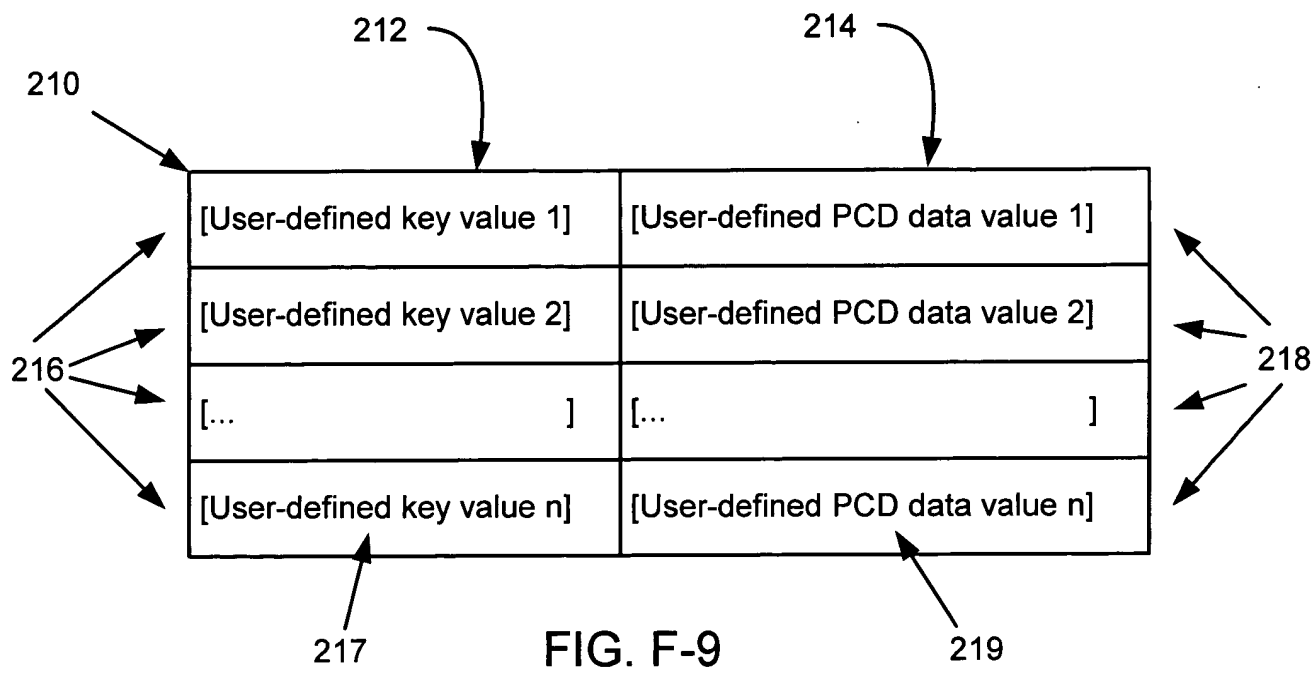 212
214
210
[User-defined key value 1] [User-defined PCD data value 1]
[User-defined key value 2] [User-defined PCD data value 2]
216
218
[... ] [... ]
[User-defined key value n] [User-defined PCD data value n]
217
FIG. F-9
219